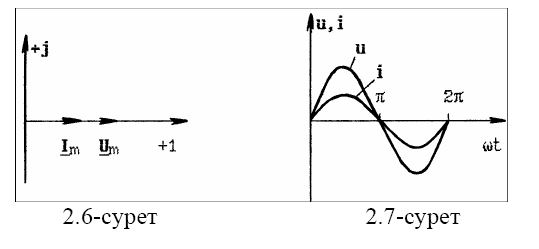 +j
I̲m U̲m +1
2.6-сурет
u, i
u
i
π 2π
ωt
2.7-сурет